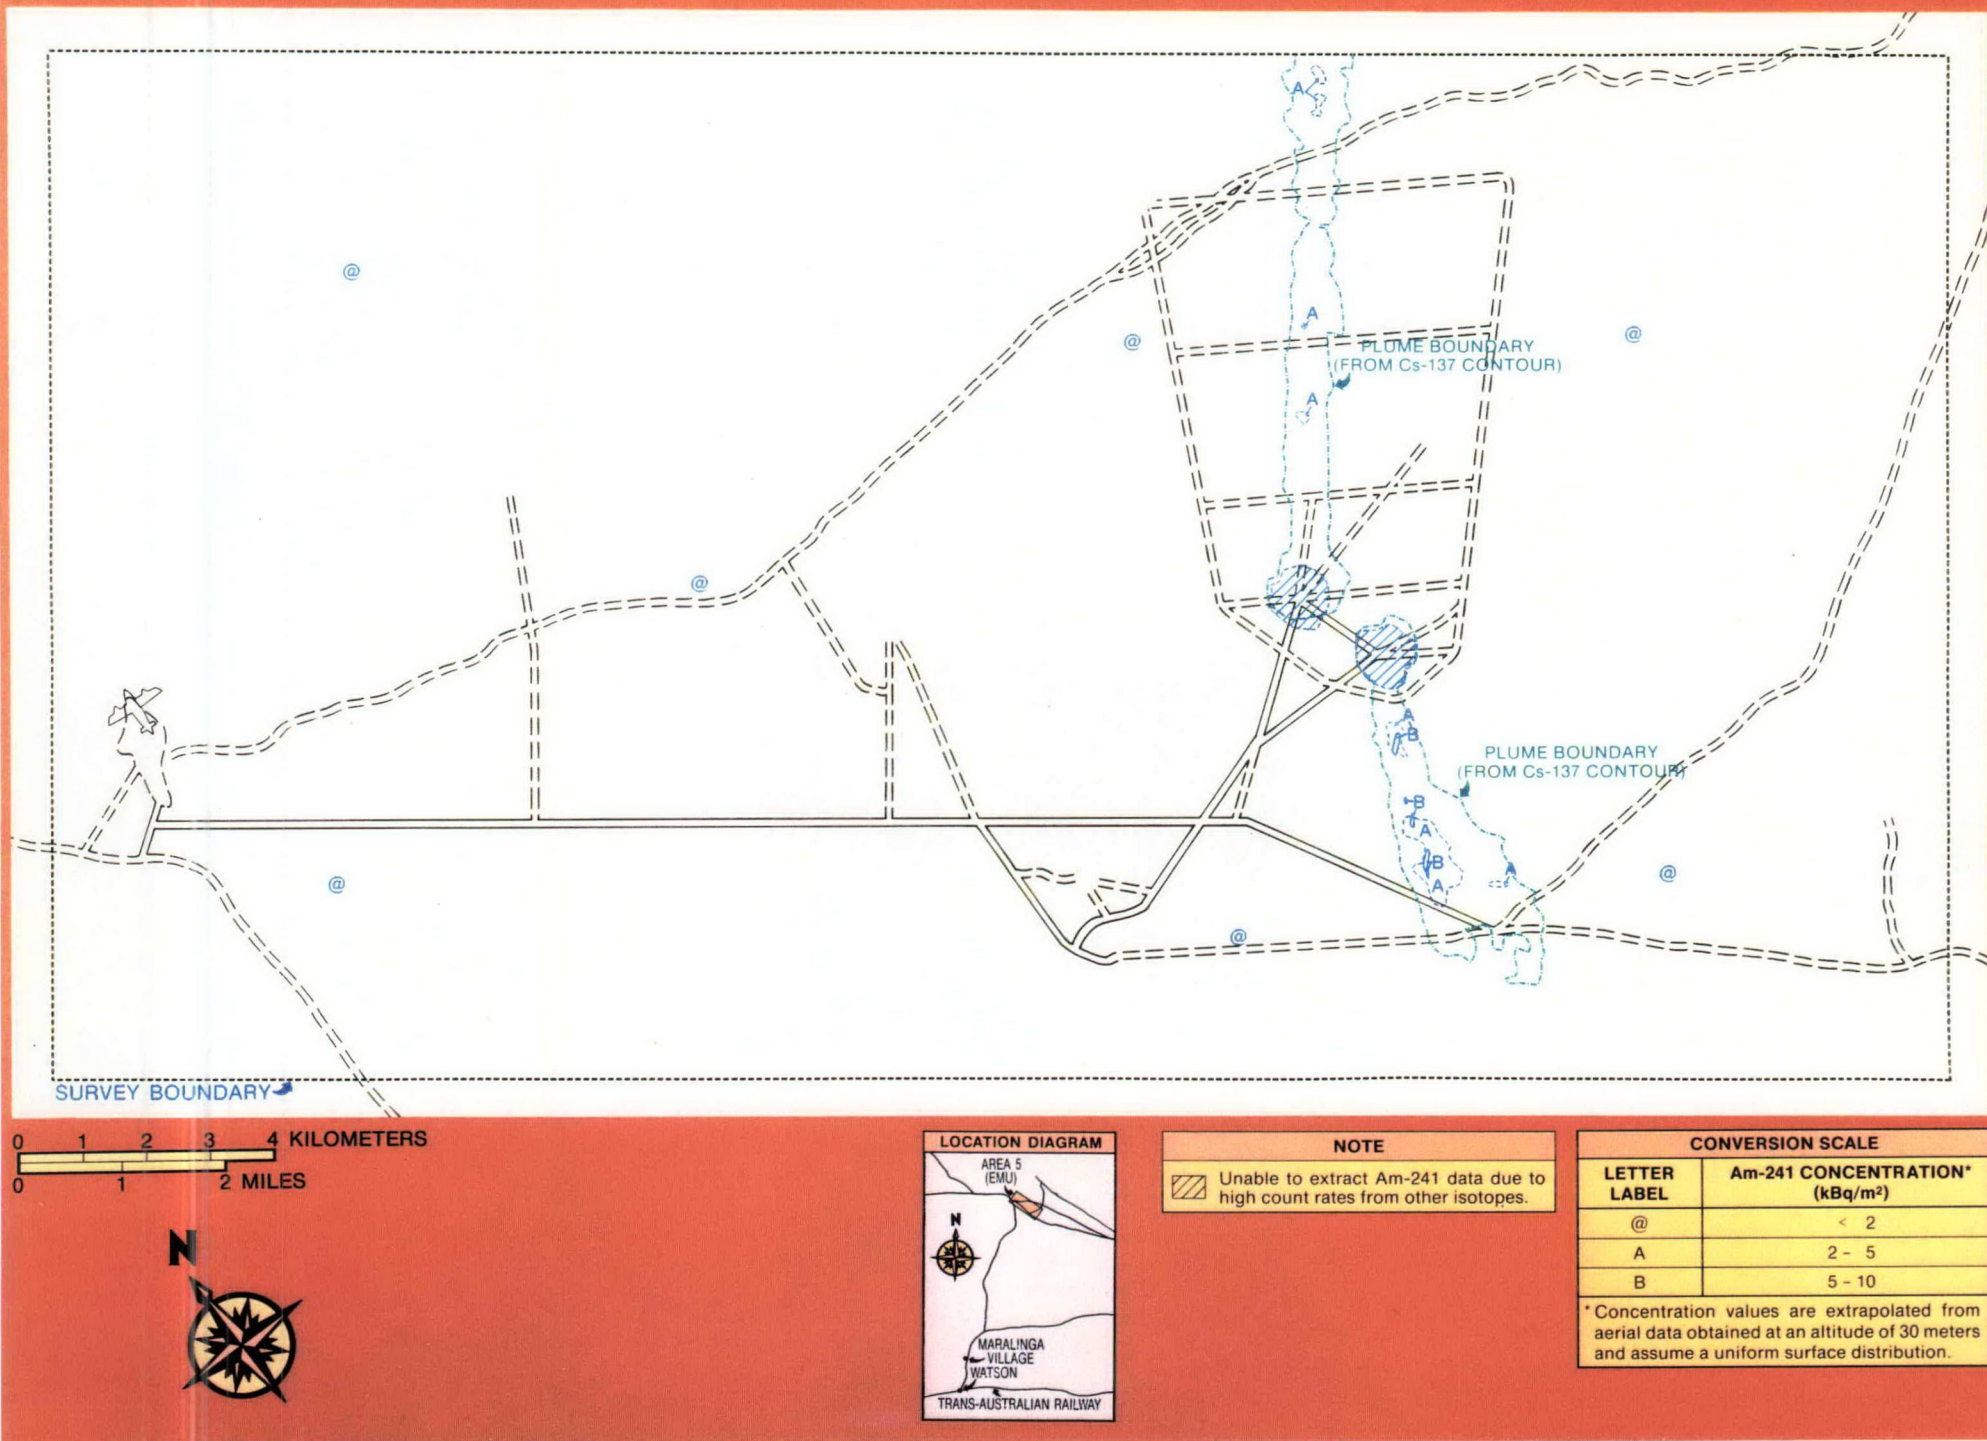 A
@
@
@
A
PLUME BOUNDARY
(FROM Cs-137 CONTOUR)
A
@
A
B
PLUME BOUNDARY
(FROM Cs-137 CONTOUR)
B
A
B
A
A
@
@
@
SURVEY BOUNDARY
0 1 2 3 4 KILOMETERS
0 1 2 MILES
N
LOCATION DIAGRAM
AREA 5
(EMU)
N
MARALINGA
VILLAGE
WATSON
TRANS-AUSTRALIAN RAILWAY
NOTE
Unable to extract Am-241 data due to
high count rates from other isotopes.
CONVERSION SCALE
LETTER LABEL Am-241 CONCENTRATION* (kBq/m²)
@ < 2
A 2 - 5
B 5 - 10
* Concentration values are extrapolated from
aerial data obtained at an altitude of 30 meters
and assume a uniform surface distribution.